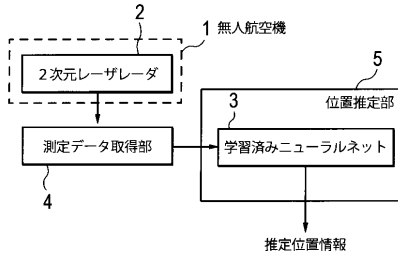 1 無人航空機
2
2次元レーザレーダ
5
位置推定部
3
測定データ取得部
学習済みニューラルネット
4
推定位置情報